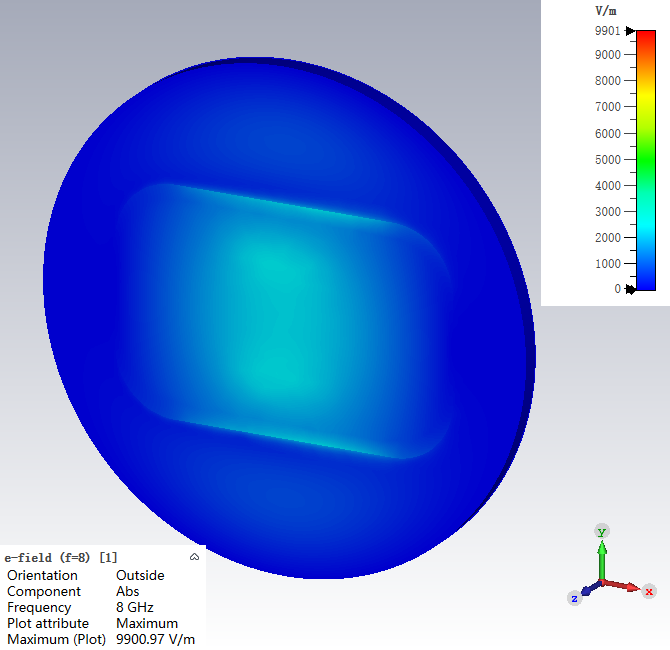 V/m
9901
9000
8000
7000
6000
5000
4000
3000
2000
1000
0
y
x
z
e-field (f=8) [1]
Orientation Outside
Component Abs
Frequency 8 GHz
Plot attribute Maximum
Maximum (Plot) 9900.97 V/m